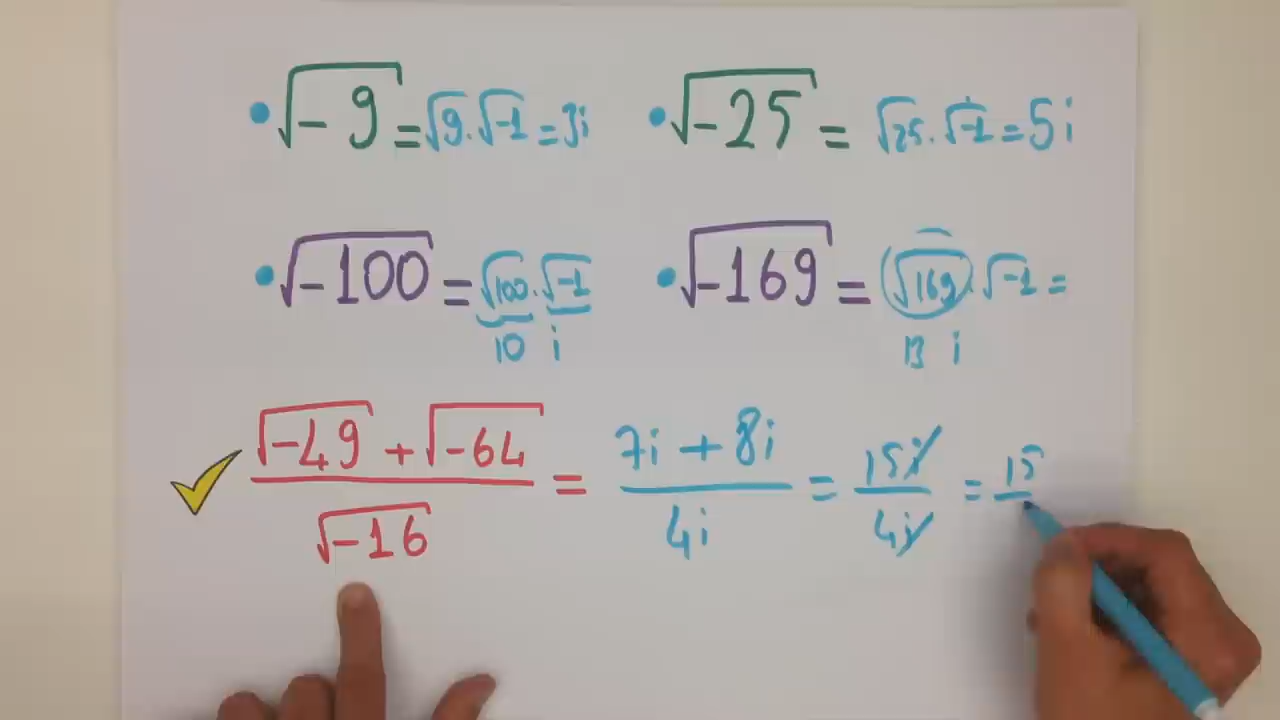 • √-9 = √9 . √-1 = 3i
• √-25 = √25 . √-1 = 5i
• √-100 = √100 . √-1
10 i
• √-169 = √169 . √-1 =
13 i
√-49 + √-64 / √-16 = 7i + 8i / 4i = 15i / 4i = 15